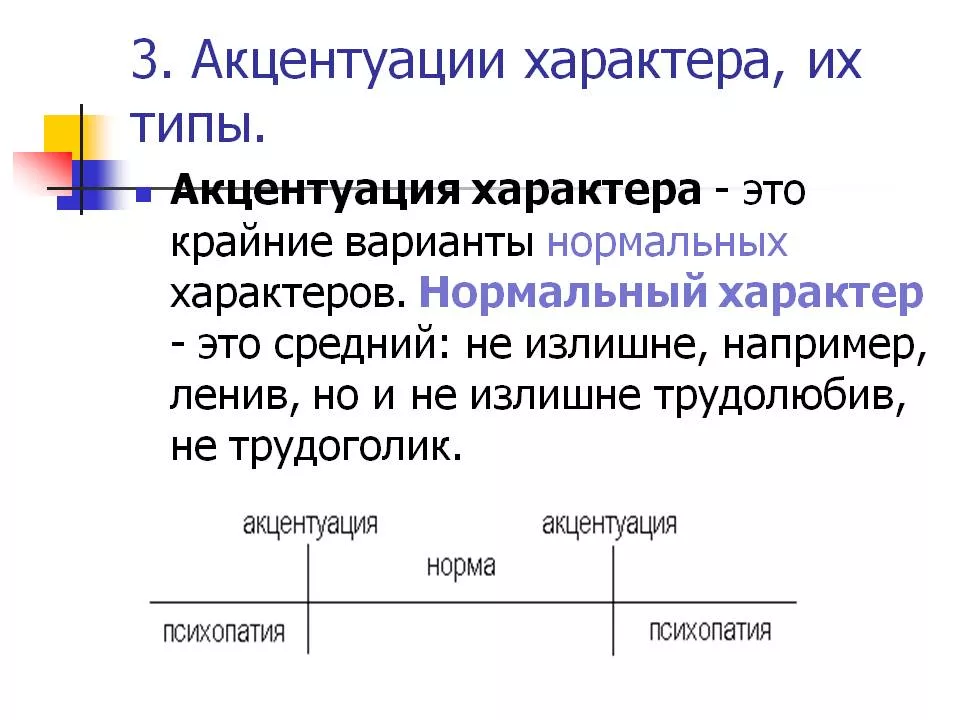 3. Акцентуации характера, их
типы.
Акцентуация характера - это
крайние варианты нормальных
характеров. Нормальный характер
- это средний: не излишне, например,
ленив, но и не излишне трудолюбив,
не трудоголик.
акцентуация акцентуация
норма
психопатия психопатия